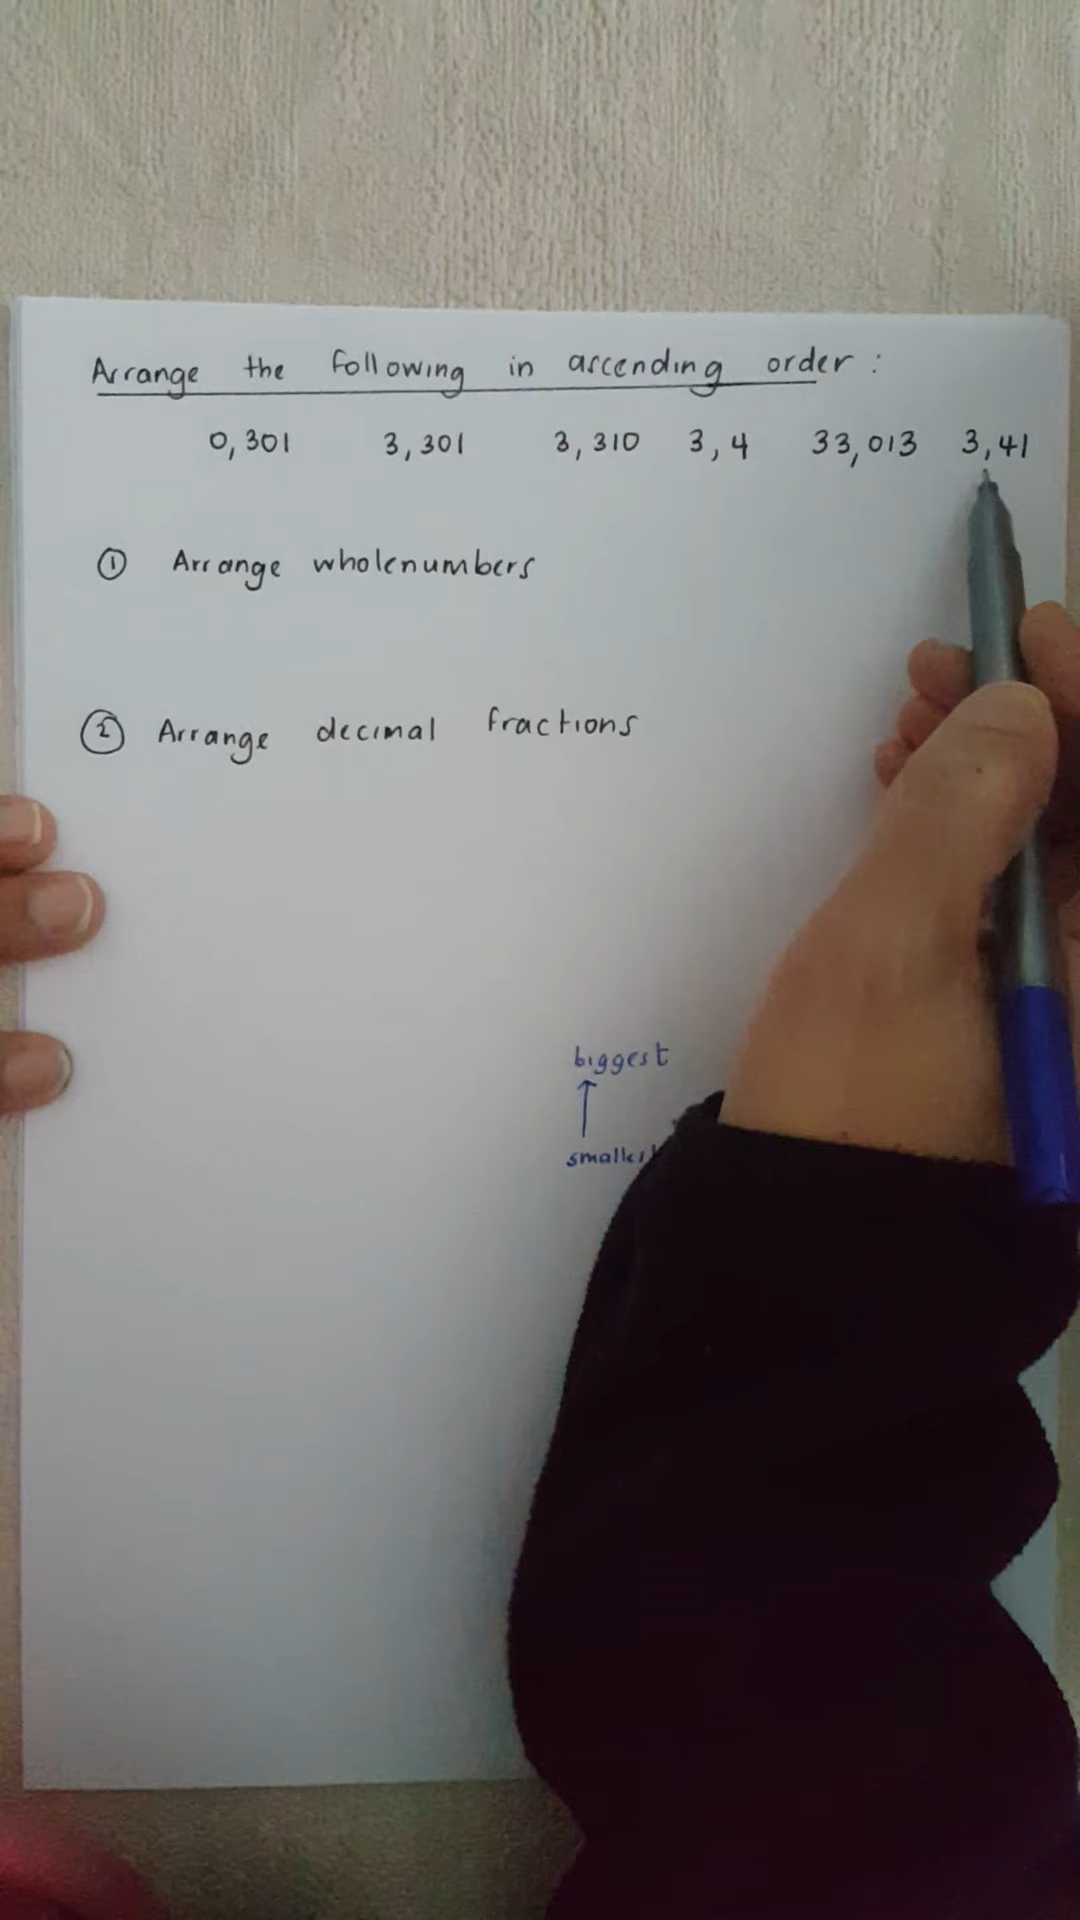 Arrange the following in ascending order :
0,301 3,301 3,310 3,4 33,013 3,41
① Arrange wholenumbers
② Arrange decimal fractions
biggest
↑